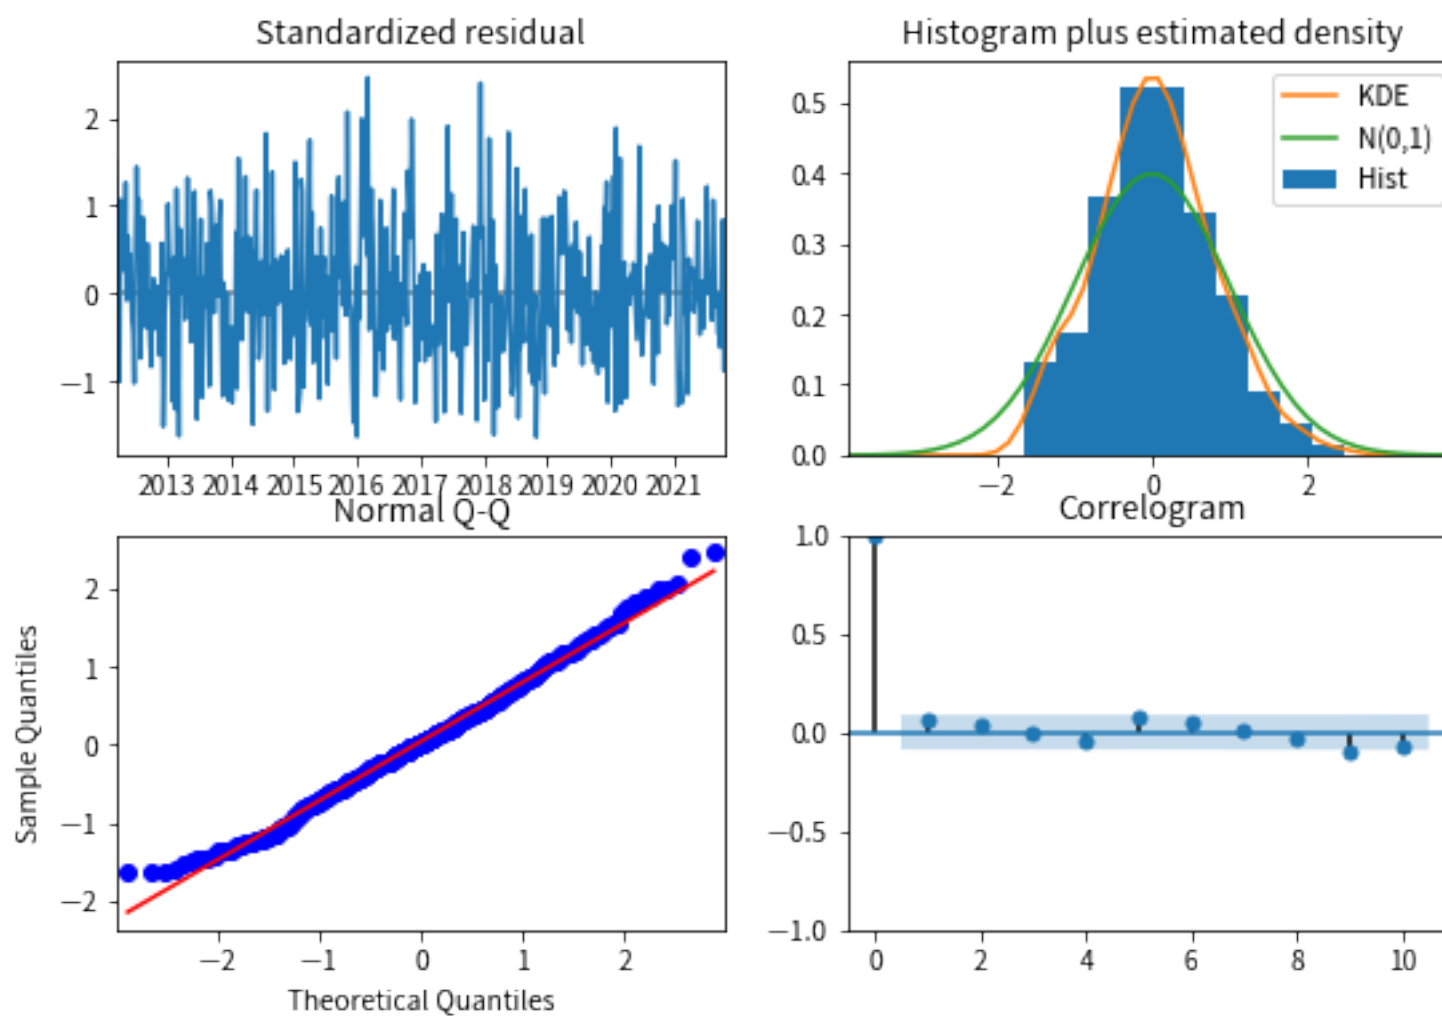 Standardized residual
2
1
0
−1
2013 2014 2015 2016 2017 2018 2019 2020 2021
Histogram plus estimated density
0.5
0.4
0.3
0.2
0.1
0.0
−2 0 2
KDE
N(0,1)
Hist
Normal Q-Q
Sample Quantiles
2
1
0
−1
−2
−2 −1 0 1 2
Theoretical Quantiles
Correlogram
1.0
0.5
0.0
−0.5
−1.0
0 2 4 6 8 10